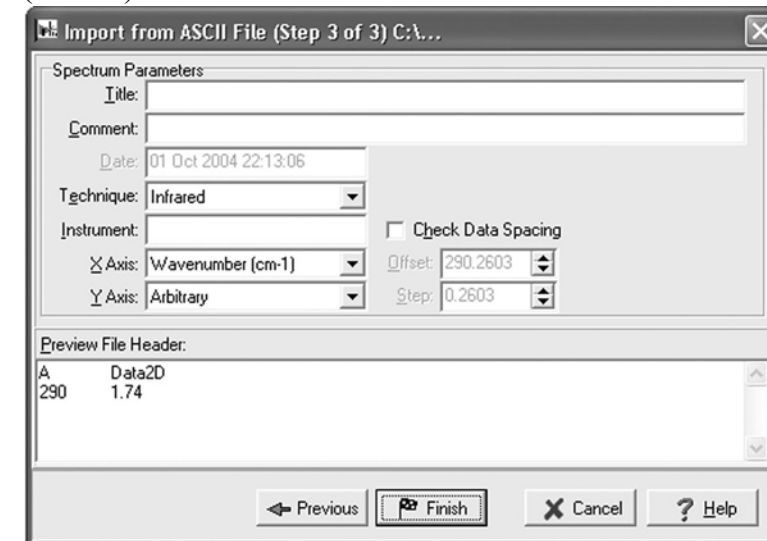 Import from ASCII File (Step 3 of 3) C:\...
Spectrum Parameters
Title:
Comment:
Date: 01 Oct 2004 22:13:06
Technique: Infrared
Instrument: Check Data Spacing
X Axis: Wavenumber (cm-1) Offset: 290.2603
Y Axis: Arbitrary Step: 0.2603
Preview File Header:
A Data2D
290 1.74
Previous Finish Cancel ? Help